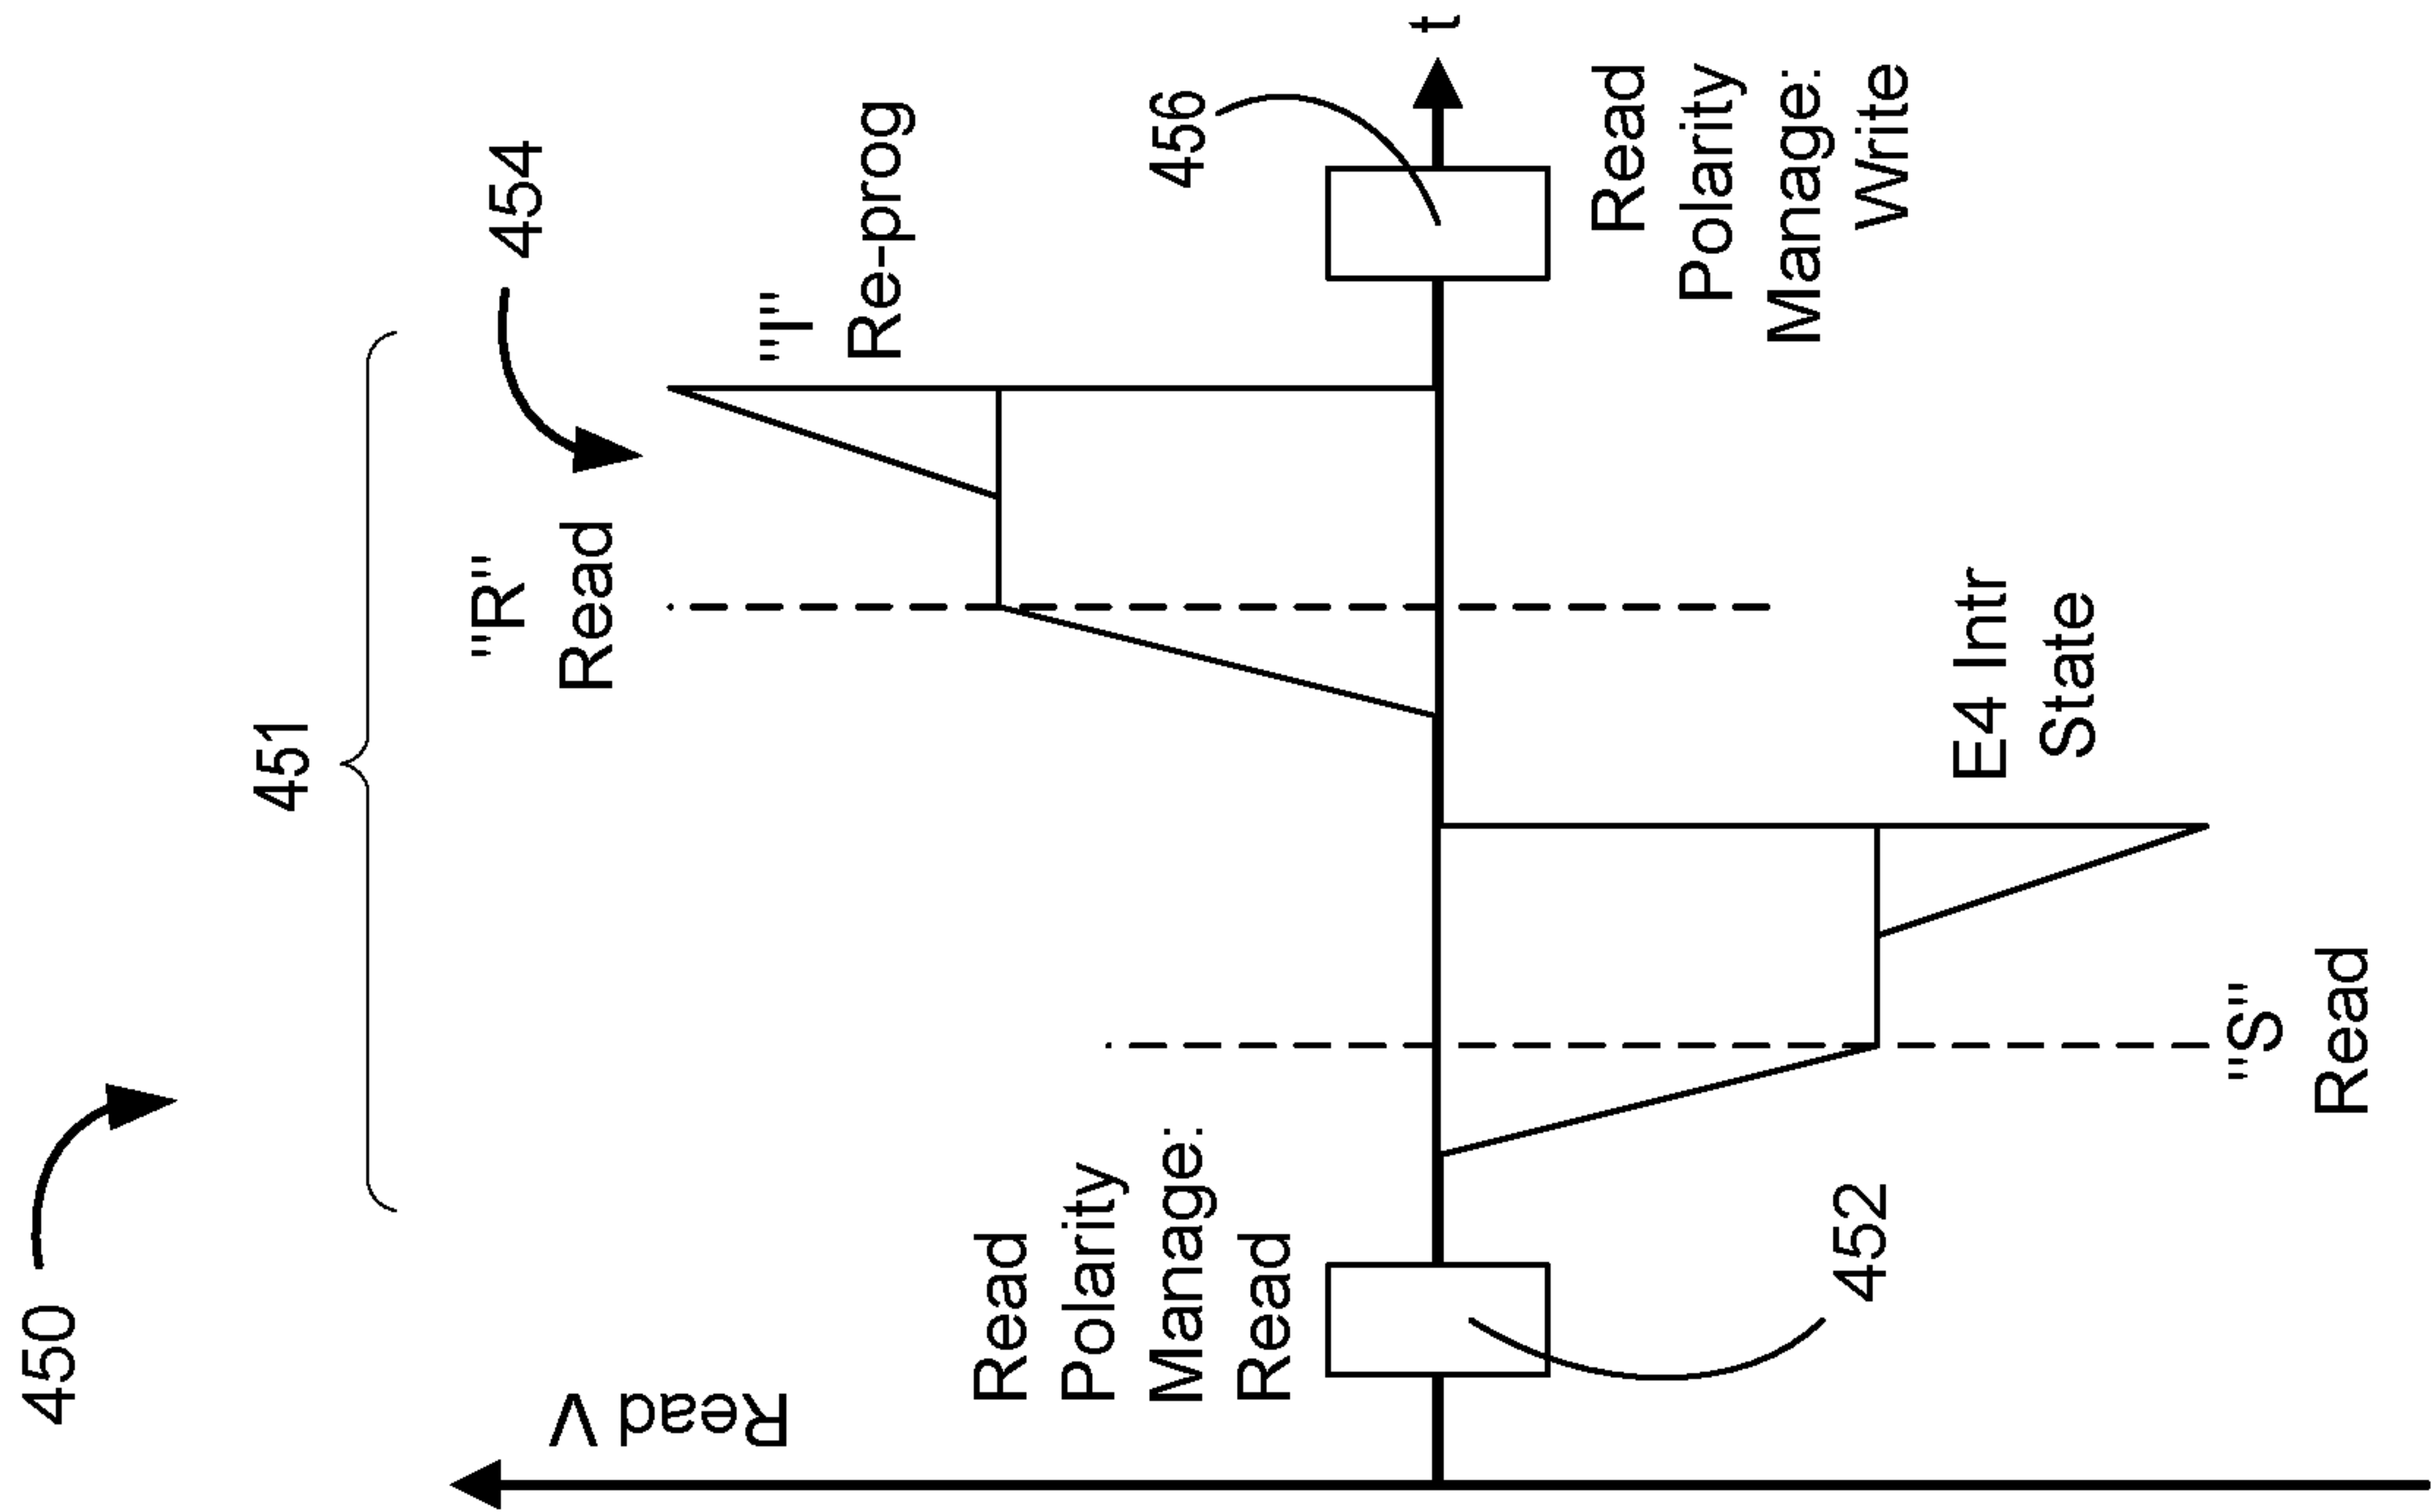 450
451
454
"R"
Read
"I"
Re-prog
Read V
456
t
Read
Polarity
Manage:
Read
Read
Polarity
Manage:
Write
452
E4 Intr
State
"S"
Read